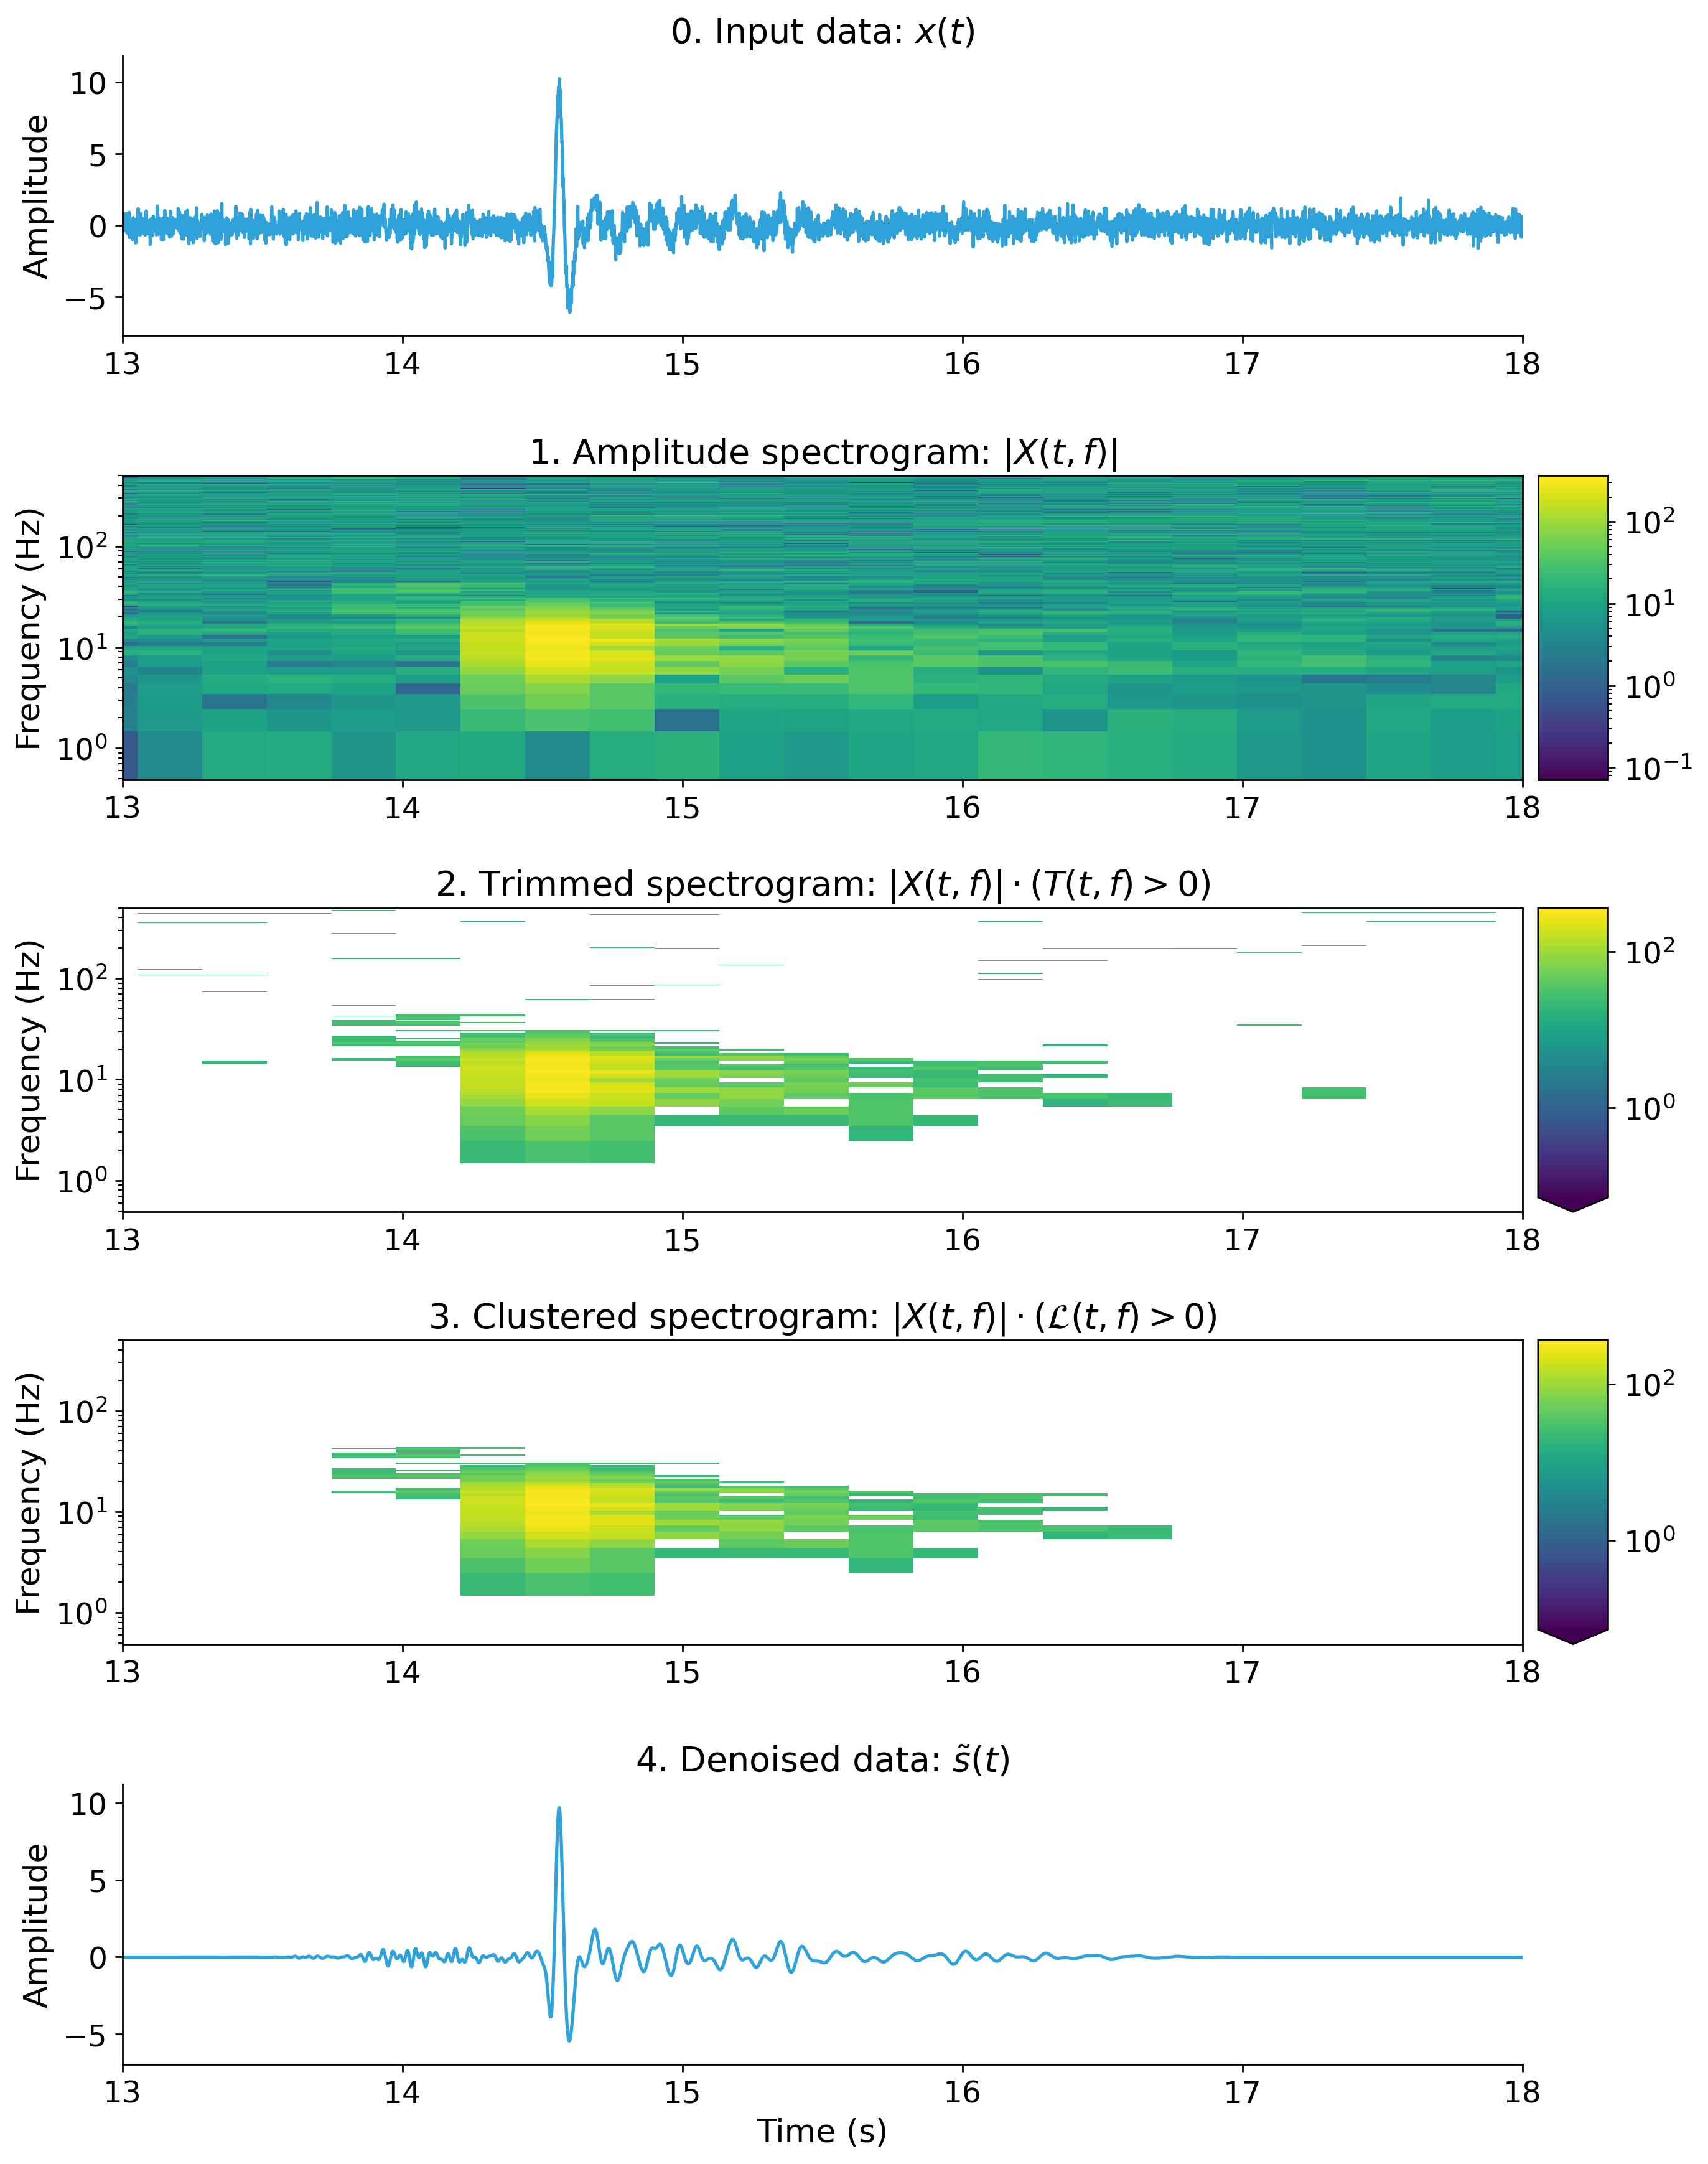 0. Input data: x(t)
Amplitude
10
5
0
−5
13 14 15 16 17 18
1. Amplitude spectrogram: |X(t, f)|
Frequency (Hz)
10²
10¹
10⁰
13 14 15 16 17 18
10²
10¹
10⁰
10⁻¹
2. Trimmed spectrogram: |X(t, f)| · (T(t, f) > 0)
Frequency (Hz)
10²
10¹
10⁰
13 14 15 16 17 18
10²
10⁰
3. Clustered spectrogram: |X(t, f)| · (ℒ(t, f) > 0)
Frequency (Hz)
10²
10¹
10⁰
13 14 15 16 17 18
10²
10⁰
4. Denoised data: s̃(t)
Amplitude
10
5
0
−5
13 14 15 16 17 18
Time (s)